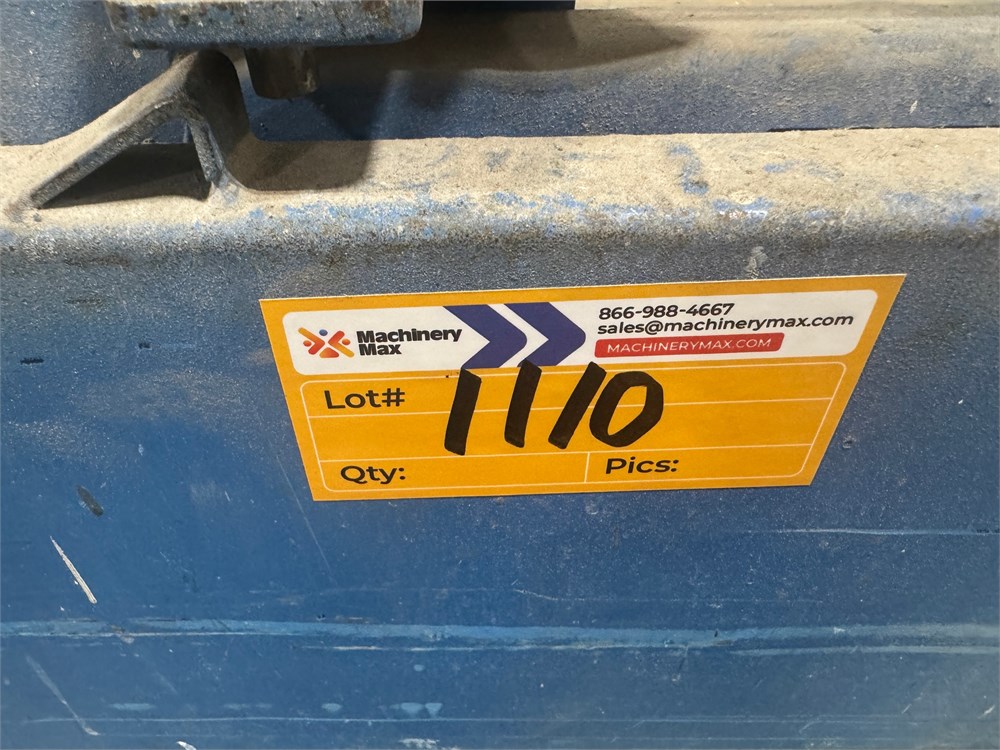 Machinery
Max
866-988-4667
sales@machinerymax.com
MACHINERYMAX.COM
Lot# 1110
Qty:
Pics: